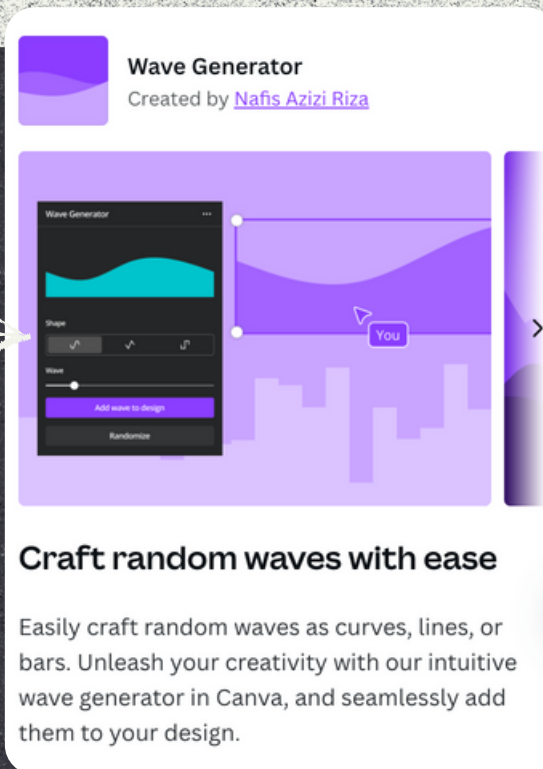 Wave Generator
Created by Nafis Azizi Riza
Wave Generator
Shape
Wave
Add wave to design
Randomize
You
Craft random waves with ease
Easily craft random waves as curves, lines, or
bars. Unleash your creativity with our intuitive
wave generator in Canva, and seamlessly add
them to your design.